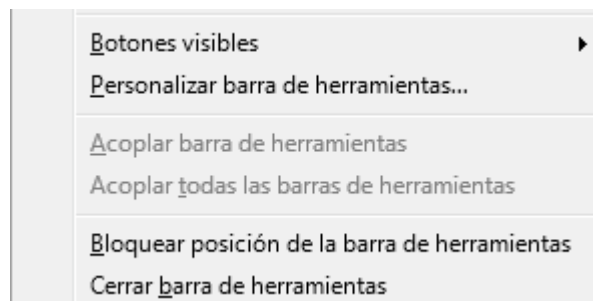 Botones visibles
Personalizar barra de herramientas...
Acoplar barra de herramientas
Acoplar todas las barras de herramientas
Bloquear posición de la barra de herramientas
Cerrar barra de herramientas